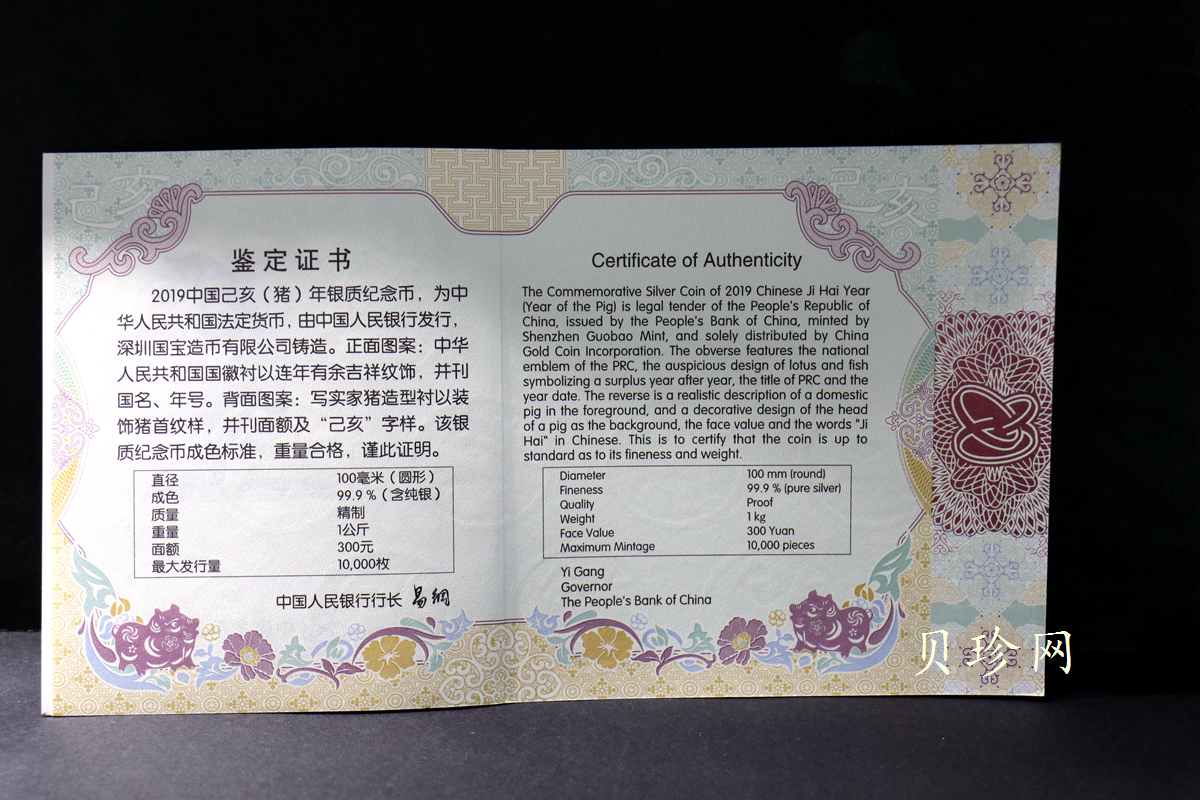 己亥
己亥
鉴定证书
2019中国己亥（猪）年银质纪念币，为中
华人民共和国法定货币，由中国人民银行发行，
深圳国宝造币有限公司铸造。正面图案：中华
人民共和国国徽衬以连年有余吉祥纹饰，并刊
国名、年号。背面图案：写实家猪造型衬以装
饰猪首纹样，并刊面额及“己亥”字样。该银
质纪念币成色标准，重量合格，谨此证明。
直径 100毫米（圆形）
成色 99.9 %（含纯银）
质量 精制
重量 1公斤
面额 300元
最大发行量 10,000枚
中国人民银行行长 易纲
Certificate of Authenticity
The Commemorative Silver Coin of 2019 Chinese Ji Hai Year
(Year of the Pig) is legal tender of the People's Republic of
China, issued by the People's Bank of China, minted by
Shenzhen Guobao Mint, and solely distributed by China
Gold Coin Incorporation. The obverse features the national
emblem of the PRC, the auspicious design of lotus and fish
symbolizing a surplus year after year, the title of PRC and the
year date. The reverse is a realistic description of a domestic
pig in the foreground, and a decorative design of the head
of a pig as the background, the face value and the words "Ji
Hai" in Chinese. This is to certify that the coin is up to
standard as to its fineness and weight.
Diameter 100 mm (round)
Fineness 99.9 % (pure silver)
Quality Proof
Weight 1 kg
Face Value 300 Yuan
Maximum Mintage 10,000 pieces
Yi Gang
Governor
The People's Bank of China
贝珍网